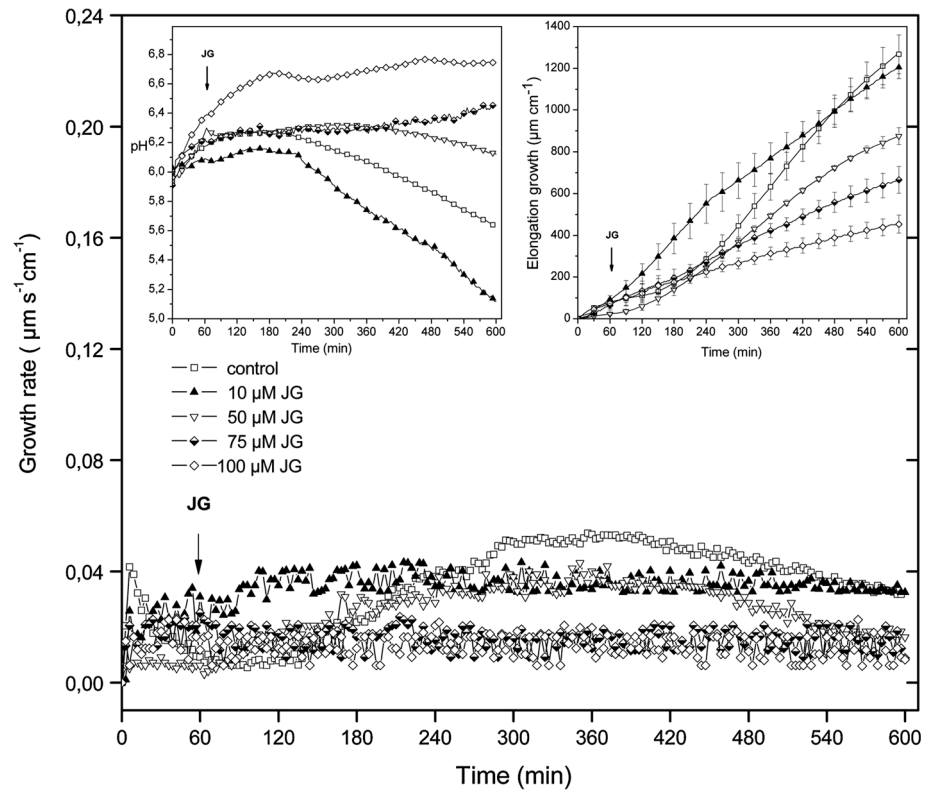 0,24
0,20
0,16
0,12
0,08
0,04
0,00
Growth rate ( µm s⁻¹cm⁻¹)
0 60 120 180 240 300 360 420 480 540 600
Time (min)
JG
6,8
6,6
6,4
6,2
6,0
5,8
5,6
5,4
5,2
5,0
pH
JG
0 60 120 180 240 300 360 420 480 540 600
Time (min)
1400
1200
1000
800
600
400
200
0
Elongation growth (µm cm⁻¹)
JG
0 60 120 180 240 300 360 420 480 540 600
Time (min)
control
10 µM JG
50 µM JG
75 µM JG
100 µM JG